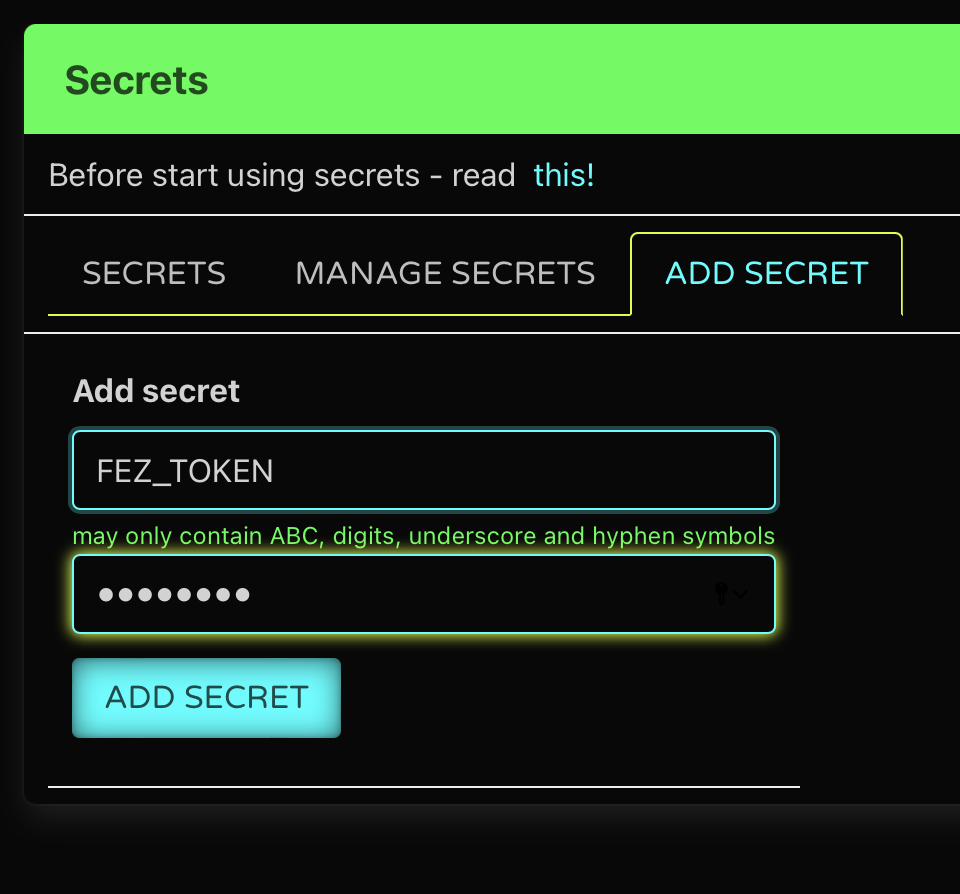 Secrets
Before start using secrets - read this!
SECRETS MANAGE SECRETS ADD SECRET
Add secret
FEZ_TOKEN
may only contain ABC, digits, underscore and hyphen symbols
●●●●●●●●
ADD SECRET